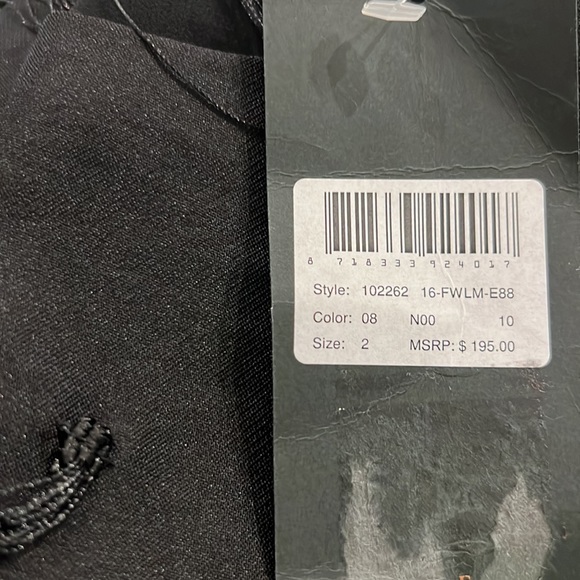 8 718333 924017
Style: 102262 16-FWLM-E88
Color: 08 N00 10
Size: 2 MSRP: $ 195.00